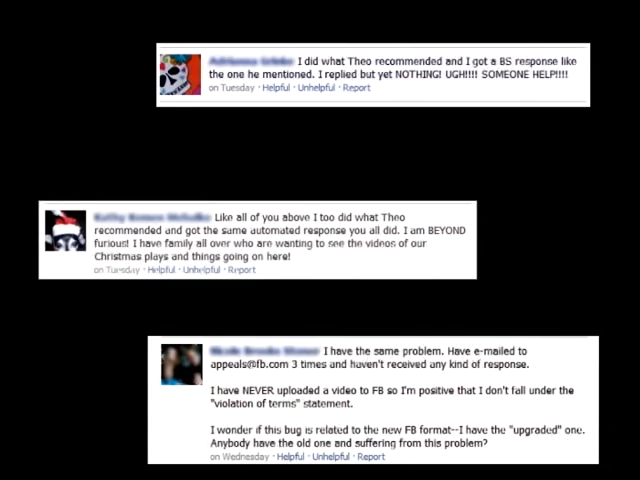 I did what Theo recommended and I got a BS response like
the one he mentioned. I replied but yet NOTHING! UGH!!!! SOMEONE HELP!!!!
on Tuesday · Helpful · Unhelpful · Report
Like all of you above I too did what Theo
recommended and got the same automated response you all did. I am BEYOND
furious! I have family all over who are wanting to see the videos of our
Christmas plays and things going on here!
on Tuesday · Helpful · Unhelpful · Report
I have the same problem. Have e-mailed to
appeals@fb.com 3 times and haven't received any kind of response.
I have NEVER uploaded a video to FB so I'm positive that I don't fall under the
"violation of terms" statement.
I wonder if this bug is related to the new FB format--I have the "upgraded" one.
Anybody have the old one and suffering from this problem?
on Wednesday · Helpful · Unhelpful · Report